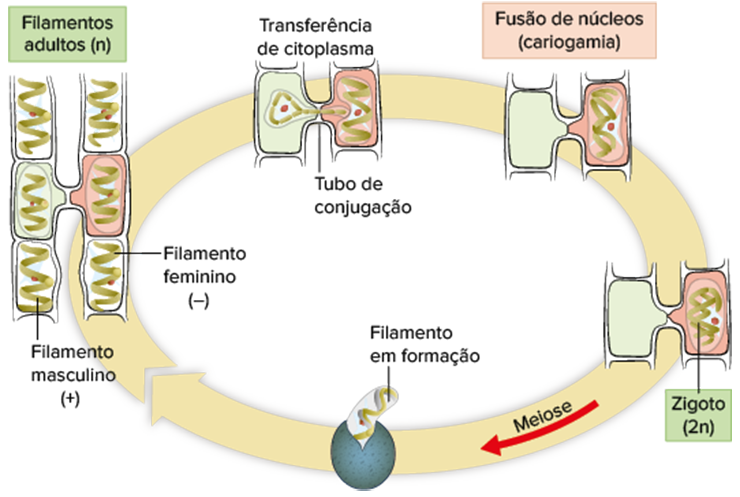 Filamentos
adultos (n)
Transferência
de citoplasma
Fusão de núcleos
(cariogamia)
Tubo de
conjugação
Filamento
feminino
(–)
Filamento
masculino
(+)
Filamento
em formação
Meiose
Zigoto
(2n)